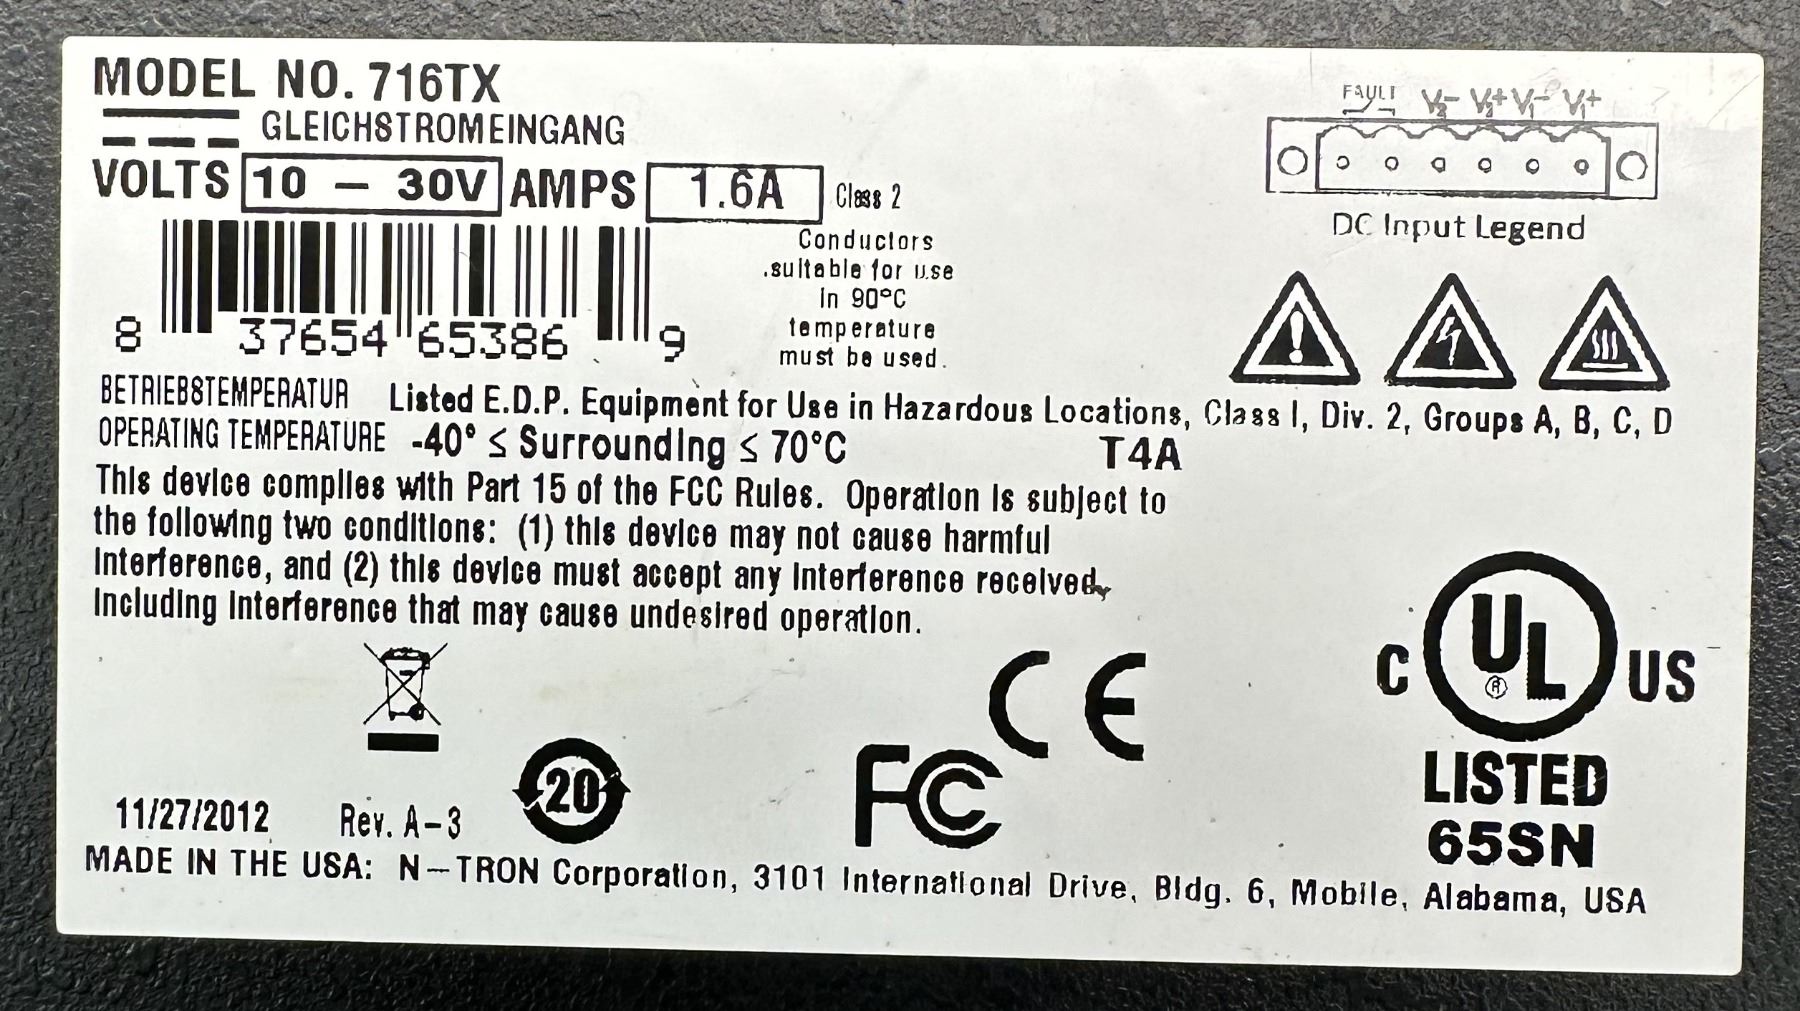 MODEL NO. 716TX
GLEICHSTROMEINGANG
VOLTS 10 – 30V AMPS 1.6A Class 2
Conductors
suitable for use
in 90°C
temperature
must be used.
8 37654 65386 9
FAULT V2- V2+ V1- V1+
DC Input Legend
BETRIEBSTEMPERATUR Listed E.D.P. Equipment for Use in Hazardous Locations, Class I, Div. 2, Groups A, B, C, D
OPERATING TEMPERATURE -40° ≤ Surrounding ≤ 70°C T4A
This device complies with Part 15 of the FCC Rules. Operation is subject to
the following two conditions: (1) this device may not cause harmful
interference, and (2) this device must accept any interference received,
including interference that may cause undesired operation.
CE
C UL ® US
LISTED
65SN
20
FC
11/27/2012 Rev. A-3
MADE IN THE USA: N-TRON Corporation, 3101 International Drive, Bldg. 6, Mobile, Alabama, USA